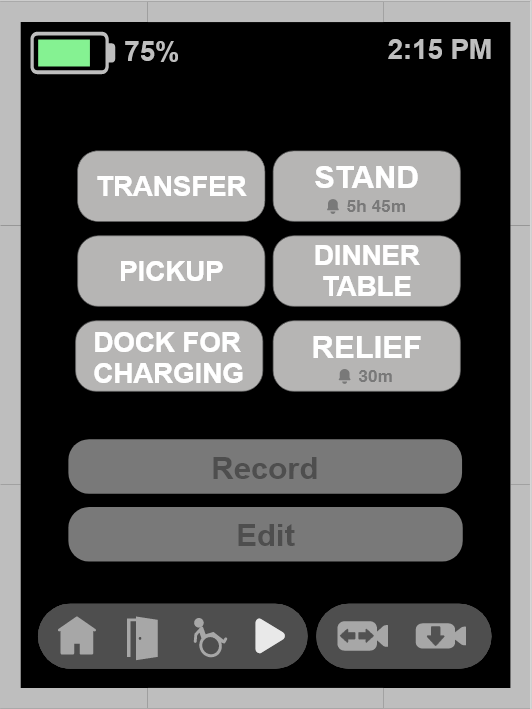 75%
2:15 PM
TRANSFER
STAND
5h 45m
PICKUP
DINNER
TABLE
DOCK FOR
CHARGING
RELIEF
30m
Record
Edit